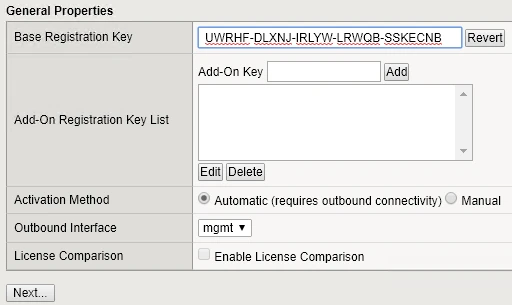 General Properties
Base Registration Key UWRHF-DLXNJ-IRLYW-LRWQB-SSKECNB Revert
Add-On Key Add
Add-On Registration Key List
Edit Delete
Activation Method Automatic (requires outbound connectivity) Manual
Outbound Interface mgmt
License Comparison Enable License Comparison
Next...